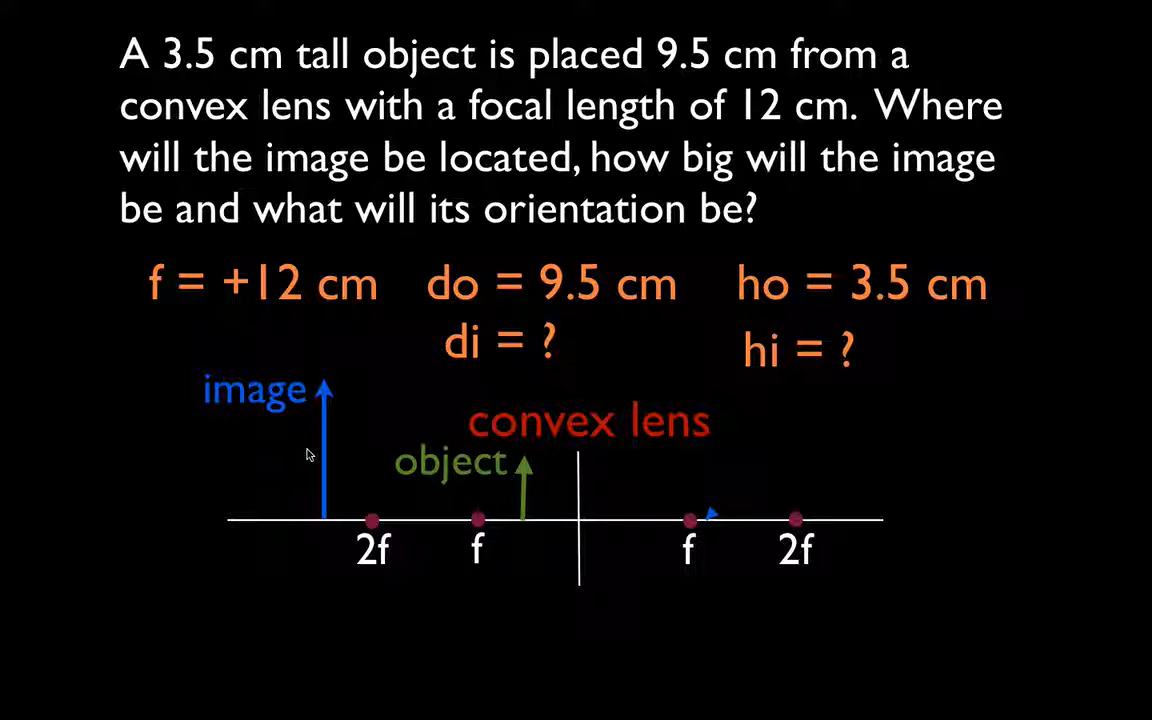 A 3.5 cm tall object is placed 9.5 cm from a
convex lens with a focal length of 12 cm. Where
will the image be located, how big will the image
be and what will its orientation be?
f = +12 cm do = 9.5 cm ho = 3.5 cm
di = ? hi = ?
image
convex lens
object
2f f f 2f